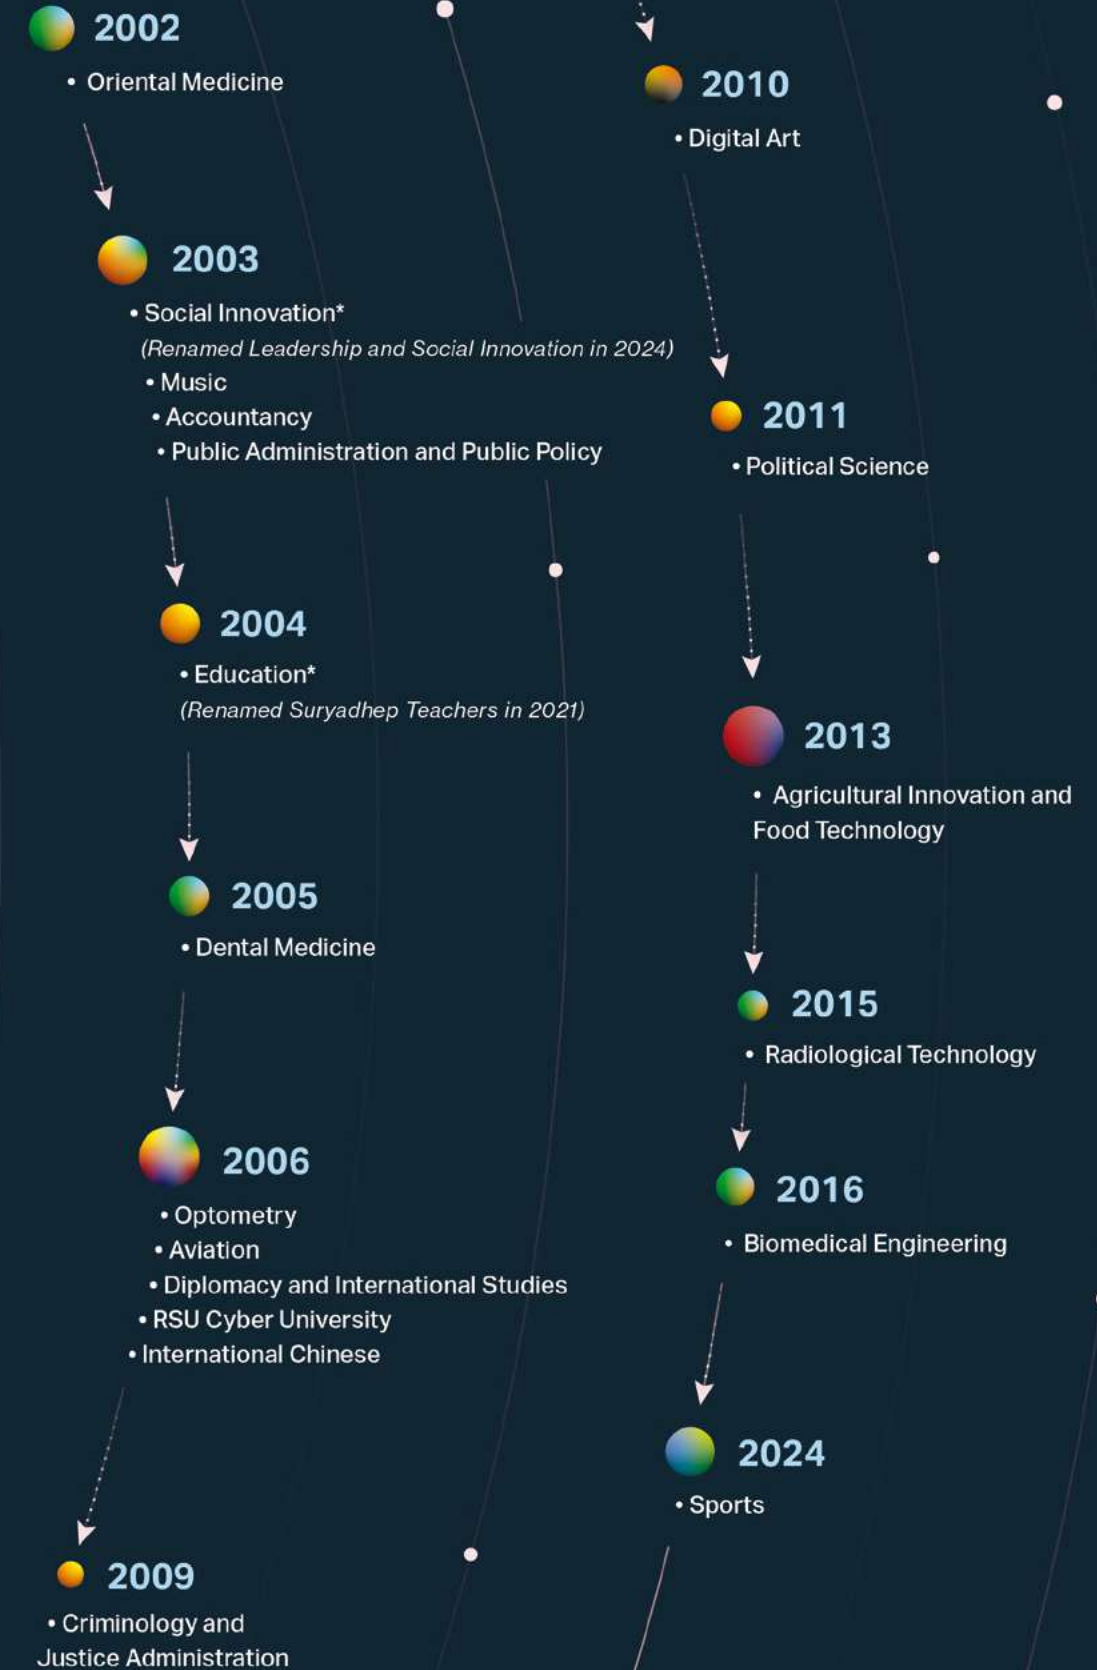 2002
• Oriental Medicine
2003
• Social Innovation*
(Renamed Leadership and Social Innovation in 2024)
• Music
• Accountancy
• Public Administration and Public Policy
2004
• Education*
(Renamed Suryadhep Teachers in 2021)
2005
• Dental Medicine
2006
• Optometry
• Aviation
• Diplomacy and International Studies
• RSU Cyber University
• International Chinese
2009
• Criminology and
Justice Administration
2010
• Digital Art
2011
• Political Science
2013
• Agricultural Innovation and
Food Technology
2015
• Radiological Technology
2016
• Biomedical Engineering
2024
• Sports